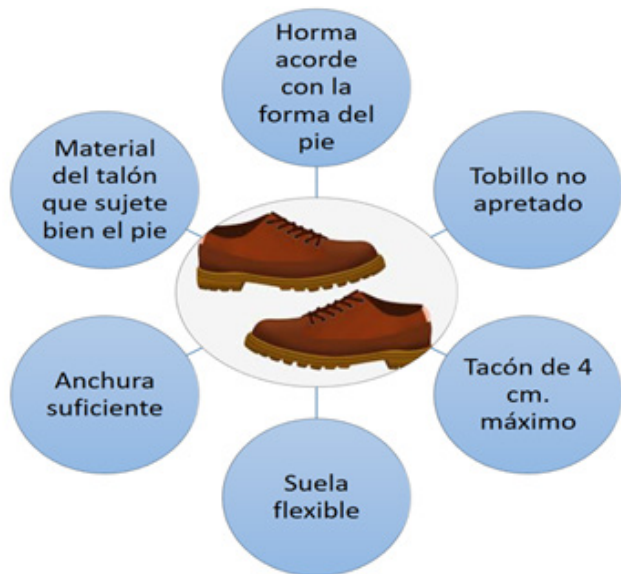 Horma
acorde
con la
forma del
pie
Material
del talón
que sujete
bien el pie
Tobillo no
apretado
Anchura
suficiente
Tacón de 4
cm.
máximo
Suela
flexible